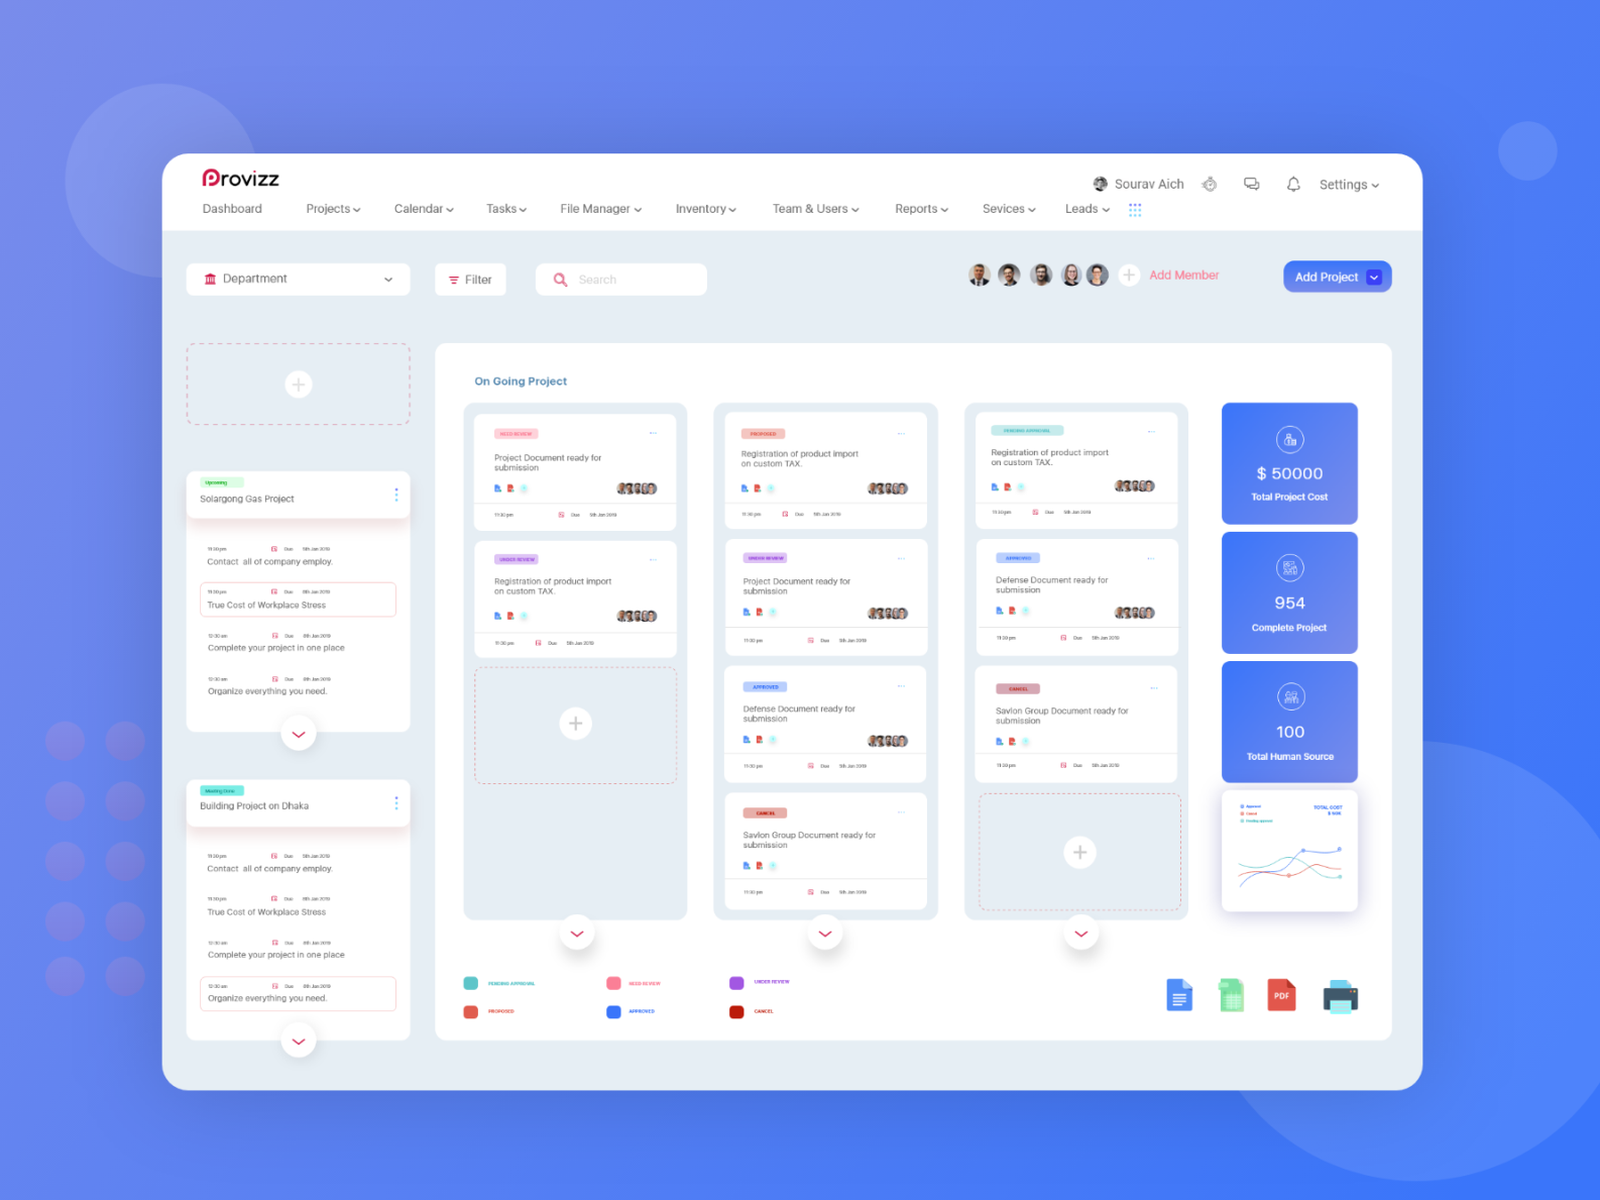 Provizz
Sourav Aich
Settings
Dashboard
Projects
Calendar
Tasks
File Manager
Inventory
Team & Users
Reports
Sevices
Leads
Department
Filter
Search
Add Member
Add Project
On Going Project
Upcoming
Solargong Gas Project
11:30 pm Due 5th Jan 2019
Contact all of company employ.
11:30 pm Due 6th Jan 2019
True Cost of Workplace Stress
12:30 am Due 8th Jan 2019
Complete your project in one place
12:30 am Due 8th Jan 2019
Organize everything you need.
Building Project on Dhaka
11:30 pm Due 5th Jan 2019
Contact all of company employ.
11:30 pm Due 6th Jan 2019
True Cost of Workplace Stress
12:30 am Due 8th Jan 2019
Complete your project in one place
12:30 am Due 8th Jan 2019
Organize everything you need.
NEED REVIEW
Project Document ready for
submission
11:30 pm Due 5th Jan 2019
UNDER REVIEW
Registration of product import
on custom TAX.
11:30 pm Due 5th Jan 2019
PROPOSED
Registration of product import
on custom TAX.
11:30 pm Due 5th Jan 2019
UNDER REVIEW
Project Document ready for
submission
11:30 pm Due 5th Jan 2019
APPROVED
Defense Document ready for
submission
11:30 pm Due 5th Jan 2019
CANCEL
Savlon Group Document ready for
submission
11:30 pm Due 5th Jan 2019
PENDING APPROVAL
Registration of product import
on custom TAX.
11:30 pm Due 5th Jan 2019
APPROVED
Defense Document ready for
submission
11:30 pm Due 5th Jan 2019
CANCEL
Savlon Group Document ready for
submission
11:30 pm Due 5th Jan 2019
$ 50000
Total Project Cost
954
Complete Project
100
Total Human Source
Approved
Cancel
Pending approval
TOTAL COST
PENDING APPROVAL
NEED REVIEW
UNDER REVIEW
PROPOSED
APPROVED
CANCEL
PDF